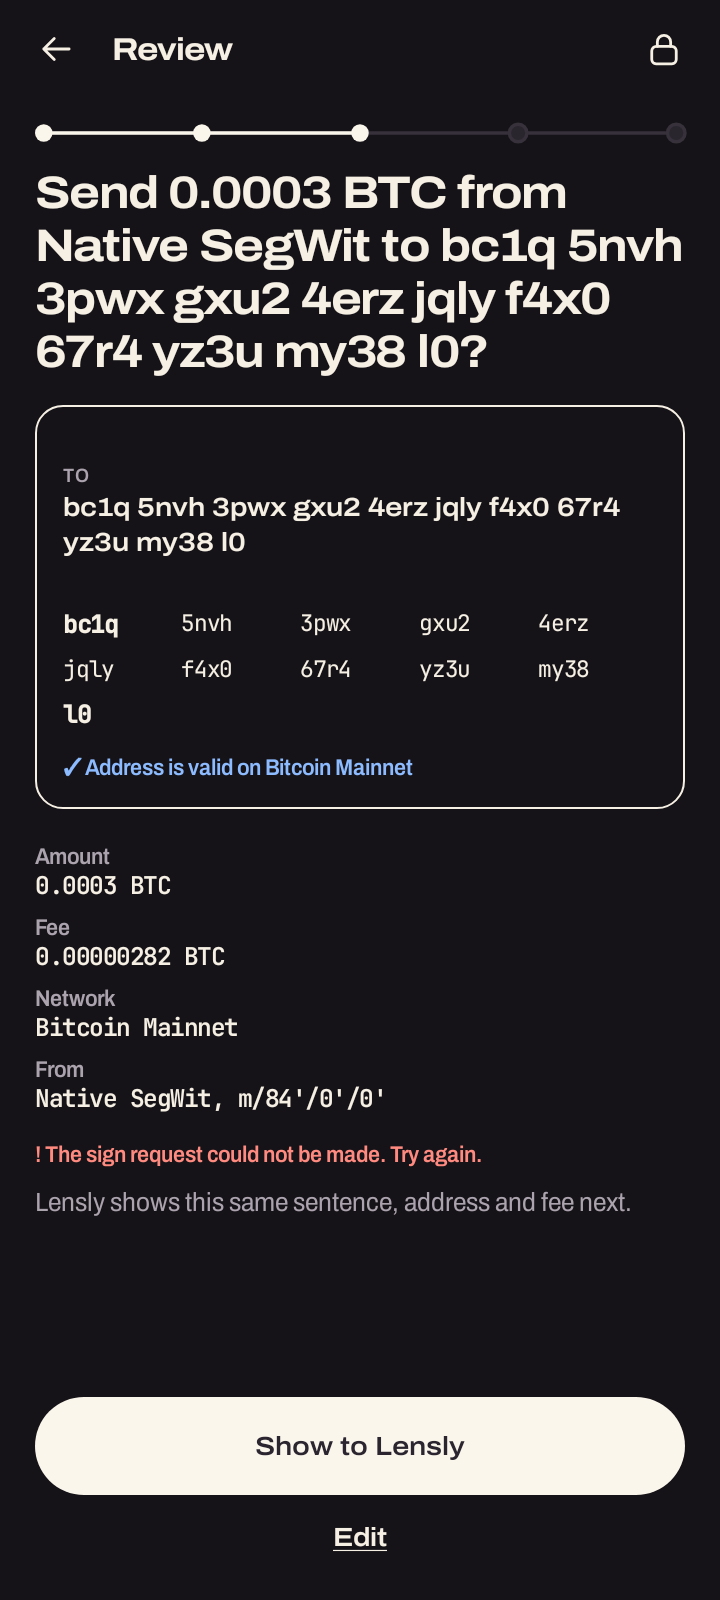 Review
Send 0.0003 BTC from
Native SegWit to bc1q 5nvh
3pwx gxu2 4erz jqly f4x0
67r4 yz3u my38 l0?
TO
bc1q 5nvh 3pwx gxu2 4erz jqly f4x0 67r4
yz3u my38 l0
bc1q 5nvh 3pwx gxu2 4erz
jqly f4x0 67r4 yz3u my38
l0
✓ Address is valid on Bitcoin Mainnet
Amount
0.0003 BTC
Fee
0.00000282 BTC
Network
Bitcoin Mainnet
From
Native SegWit, m/84'/0'/0'
! The sign request could not be made. Try again.
Lensly shows this same sentence, address and fee next.
Show to Lensly
Edit